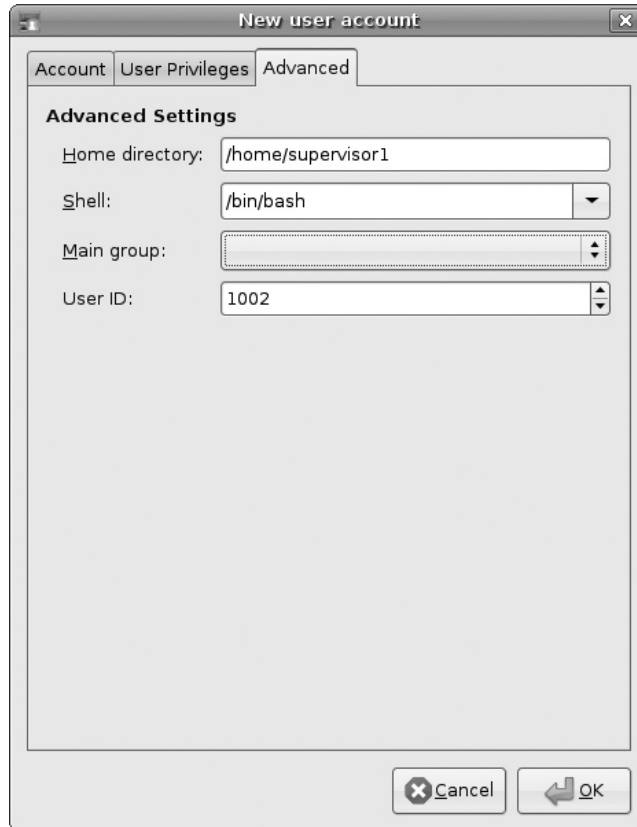 New user account
Account User Privileges Advanced
Advanced Settings
Home directory: /home/supervisor1
Shell: /bin/bash
Main group:
User ID: 1002
Cancel OK